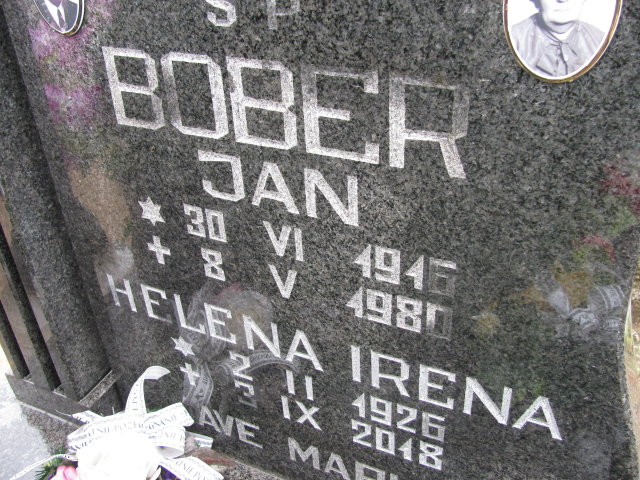 Ś P
BOBER
JAN
* 30 VI 1916
+ 8 V 1980
HELENA IRENA
* 2 II 1926
+ 5 IX 2018
AVE MARI